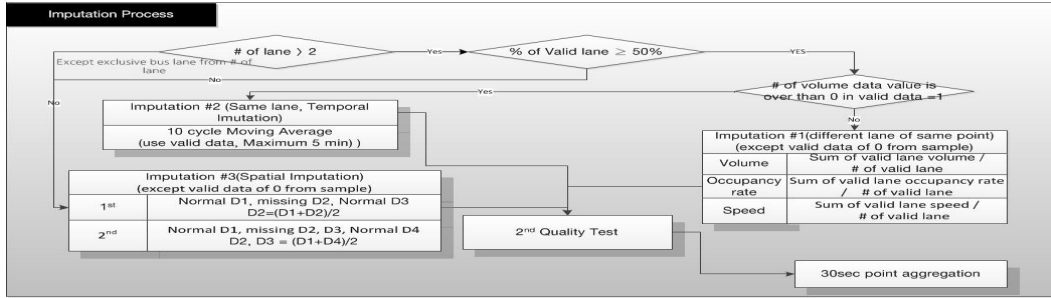 Imputation Process
# of lane > 2
Except exclusive bus lane from # of
lane
Yes
% of Valid lane ≥ 50%
YES
No
No
Yes
# of volume data value is
over than 0 in valid data =1
No
Imputation #2 (Same lane, Temporal
Imutation)
10 cycle Moving Average
(use valid data, Maximum 5 min) )
Imputation #1(different lane of same point)
(except valid data of 0 from sample)
Volume
Sum of valid lane volume /
# of valid lane
Occupancy
rate
Sum of valid lane occupancy rate
/ # of valid lane
Speed
Sum of valid lane speed /
# of valid lane
Imputation #3(Spatial Imputation)
(except valid data of 0 from sample)
1st
Normal D1, missing D2, Normal D3
D2=(D1+D2)/2
2nd
Normal D1, missing D2, D3, Normal D4
D2, D3 = (D1+D4)/2
2nd Quality Test
30sec point aggregation